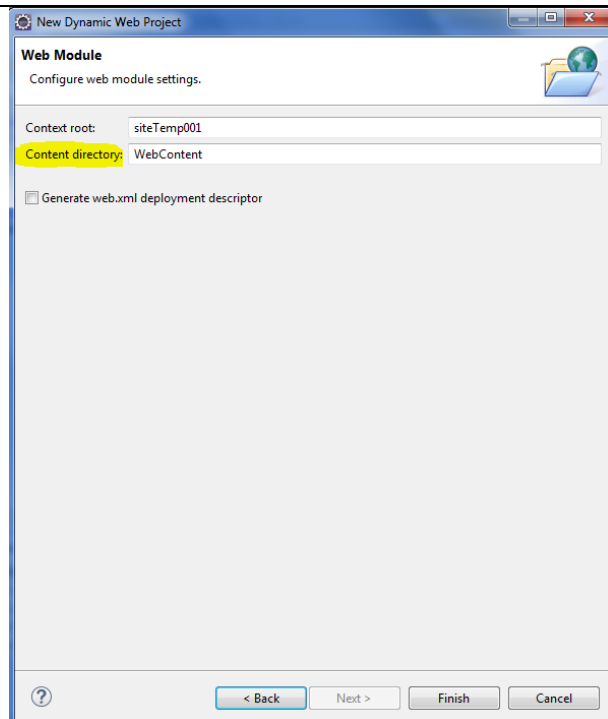 New Dynamic Web Project
Web Module
Configure web module settings.
Context root: siteTemp001
Content directory: WebContent
Generate web.xml deployment descriptor
? < Back Next > Finish Cancel